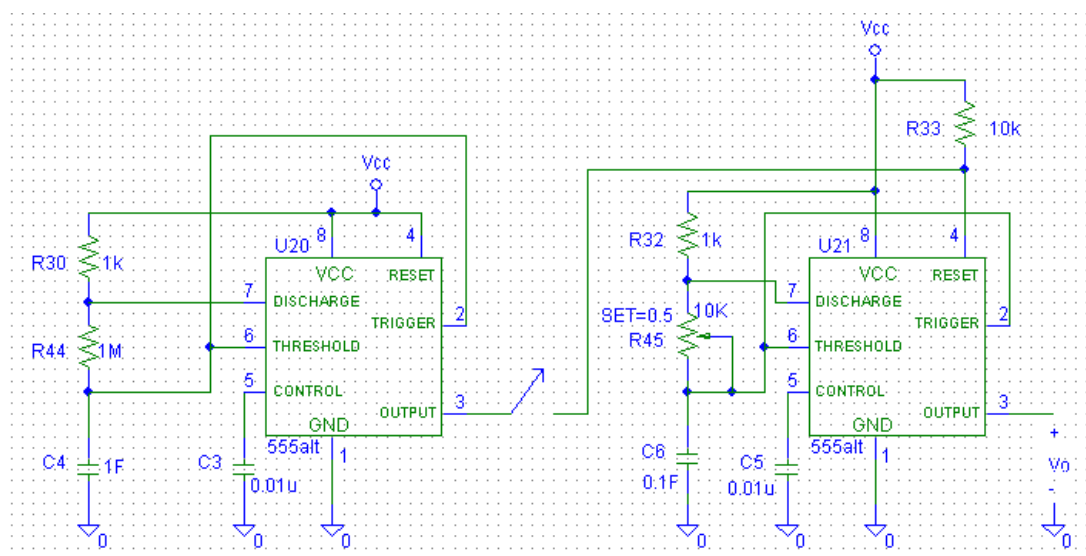 Vcc
R33
10k
Vcc
8
4
R30
1k
U20
VCC
RESET
7
DISCHARGE
2
TRIGGER
R44
1M
6
THRESHOLD
5
CONTROL
OUTPUT
3
GND
555alt
1
C4
1F
C3
0.01u
0
0
0
R32
1k
U21
8
4
VCC
RESET
7
DISCHARGE
10K
SET=0.5
R45
2
TRIGGER
6
THRESHOLD
5
CONTROL
OUTPUT
3
GND
555alt
1
C6
0.1F
C5
0.01u
+
Vo
-
0
0
0
0